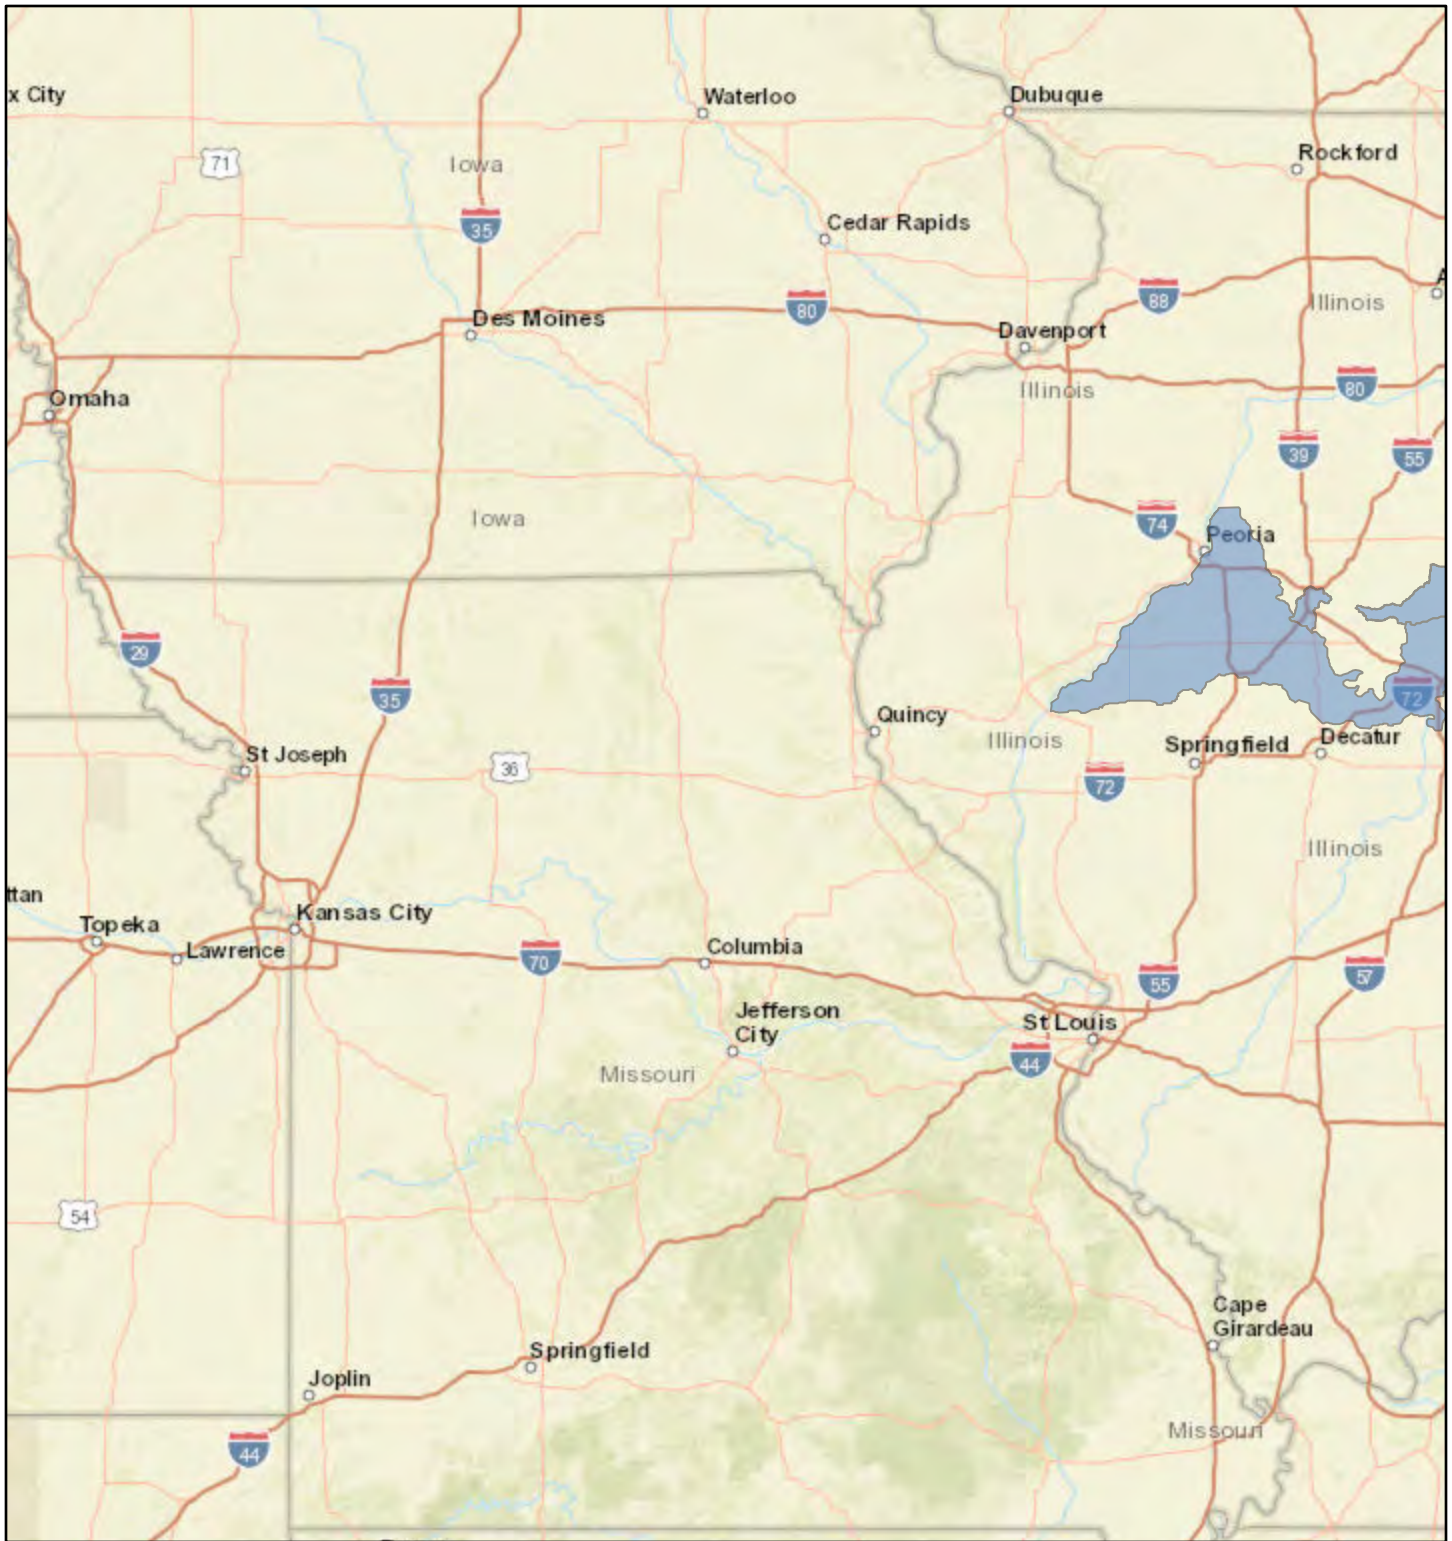 x City
Waterloo
Dubuque
Rockford
71
Iowa
35
Cedar Rapids
80
88
Illinois
A
Des Moines
Davenport
Illinois
80
Omaha
39
55
Iowa
74
Peoria
29
35
72
Quincy
Illinois
Springfield
Decatur
St Joseph
36
72
Illinois
ttan
Topeka
Kansas City
Lawrence
70
Columbia
55
57
Jefferson
City
St Louis
44
Missouri
54
Cape
Girardeau
Springfield
Joplin
Missouri
44